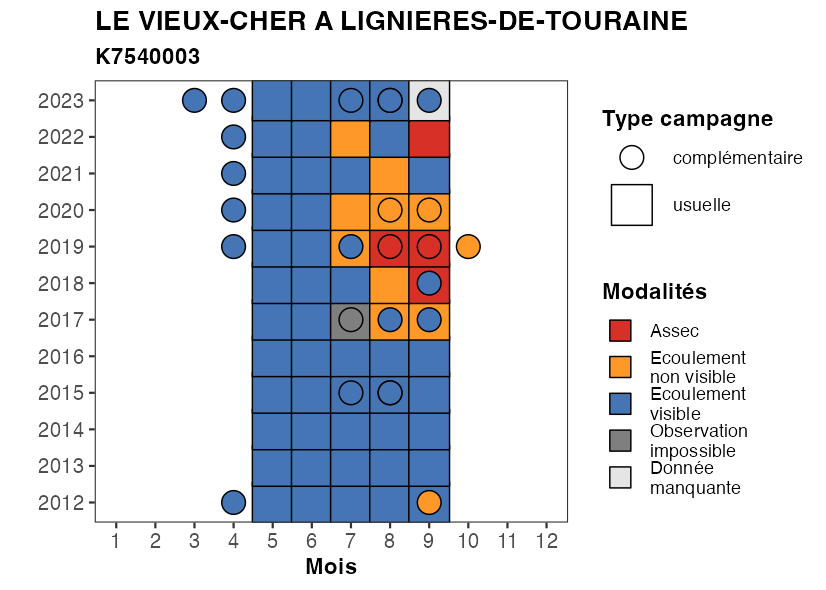 LE VIEUX-CHER A LIGNIERES-DE-TOURAINE
K7540003
2023
2022
2021
2020
2019
2018
2017
2016
2015
2014
2013
2012
1 2 3 4 5 6 7 8 9 10 11 12
Mois
Type campagne
complémentaire
usuelle
Modalités
Assec
Ecoulement
non visible
Ecoulement
visible
Observation
impossible
Donnée
manquante